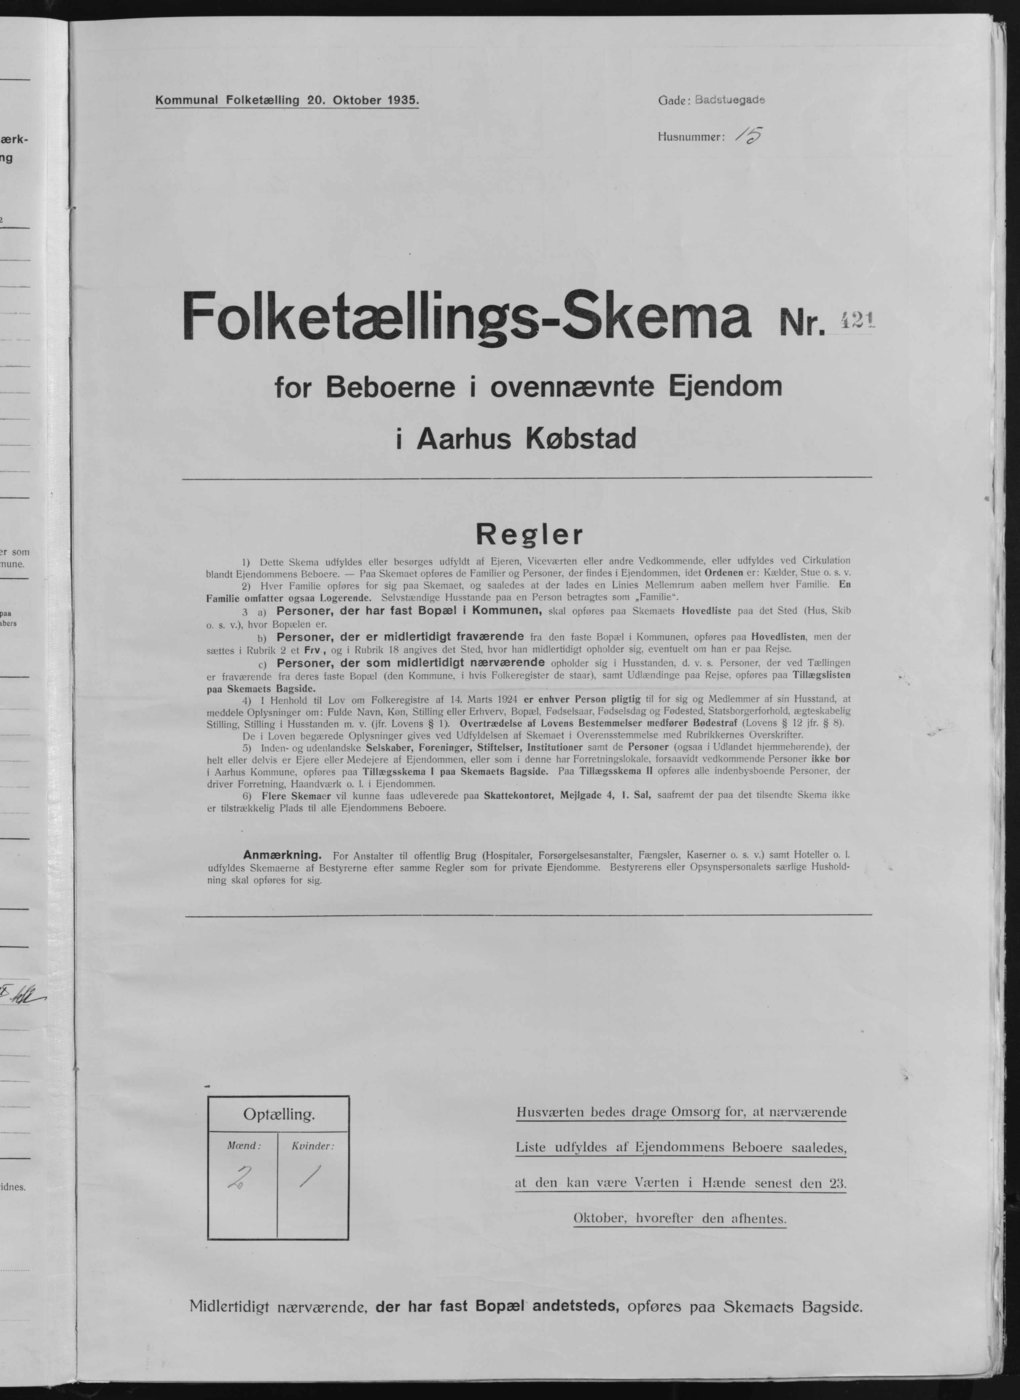 Kommunal Folketælling 20. Oktober 1935.
Gade: Badstuegade
Husnummer: 15
Folketællings-Skema Nr. 421
for Beboerne i ovennævnte Ejendom
i Aarhus Købstad
Regler
1) Dette Skema udfyldes eller besørges udfyldt af Ejeren, Viceværten eller andre Vedkommende, eller udfyldes ved Cirkulation
blandt Ejendommens Beboere. — Paa Skemaet opføres de Familier og Personer, der findes i Ejendommen, idet Ordenen er: Kælder, Stue o. s. v.
2) Hver Familie opføres for sig paa Skemaet, og saaledes at der lades en Linies Mellemrum aaben mellem hver Familie. En
Familie omfatter ogsaa Logerende. Selvstændige Husstande paa en Person betragtes som „Familie“.
3 a) Personer, der har fast Bopæl i Kommunen, skal opføres paa Skemaets Hovedliste paa det Sted (Hus, Skib
o. s. v.), hvor Bopælen er.
b) Personer, der er midlertidigt fraværende fra den faste Bopæl i Kommunen, opføres paa Hovedlisten, men der
sættes i Rubrik 2 et Frv, og i Rubrik 18 angives det Sted, hvor han midlertidigt opholder sig, eventuelt om han er paa Rejse.
c) Personer, der som midlertidigt nærværende opholder sig i Husstanden, d. v. s. Personer, der ved Tællingen
er fraværende fra deres faste Bopæl (den Kommune, i hvis Folkeregister de staar), samt Udlændinge paa Rejse, opføres paa Tillægslisten
paa Skemaets Bagside.
4) I Henhold til Lov om Folkeregistre af 14. Marts 1924 er enhver Person pligtig til for sig og Medlemmer af sin Husstand, at
meddele Oplysninger om: Fulde Navn, Køn, Stilling eller Erhverv, Bopæl, Fødselsaar, Fødselsdag og Fødested, Statsborgerforhold, ægteskabelig
Stilling, Stilling i Husstanden m. v. (jfr. Lovens § 1). Overtrædelse af Lovens Bestemmelser medfører Bødestraf (Lovens § 12 jfr. § 8).
De i Loven begærede Oplysninger gives ved Udfyldelsen af Skemaet i Overensstemmelse med Rubrikkernes Overskrifter.
5) Inden- og udenlandske Selskaber, Foreninger, Stiftelser, Institutioner samt de Personer (ogsaa i Udlandet hjemmehørende), der
helt eller delvis er Ejere eller Medejere af Ejendommen, eller som i denne har Forretningslokale, forsaavidt vedkommende Personer ikke bor
i Aarhus Kommune, opføres paa Tillægsskema I paa Skemaets Bagside. Paa Tillægsskema II opføres alle indenbysboende Personer, der
driver Forretning, Haandværk o. l. i Ejendommen.
6) Flere Skemaer vil kunne faas udleverede paa Skattekontoret, Mejlgade 4, 1. Sal, saafremt der paa det tilsendte Skema ikke
er tilstrækkelig Plads til alle Ejendommens Beboere.
Anmærkning. For Anstalter til offentlig Brug (Hospitaler, Forsørgelsesanstalter, Fængsler, Kaserner o. s. v.) samt Hoteller o. l.
udfyldes Skemaerne af Bestyrerne efter samme Regler som for private Ejendomme. Bestyrerens eller Opsynspersonalets særlige Hushold-
ning skal opføres for sig.
Optælling.
Mænd: Kvinder:
2 1
Husværten bedes drage Omsorg for, at nærværende
Liste udfyldes af Ejendommens Beboere saaledes,
at den kan være Værten i Hænde senest den 23.
Oktober, hvorefter den afhentes.
Midlertidigt nærværende, der har fast Bopæl andetsteds, opføres paa Skemaets Bagside.